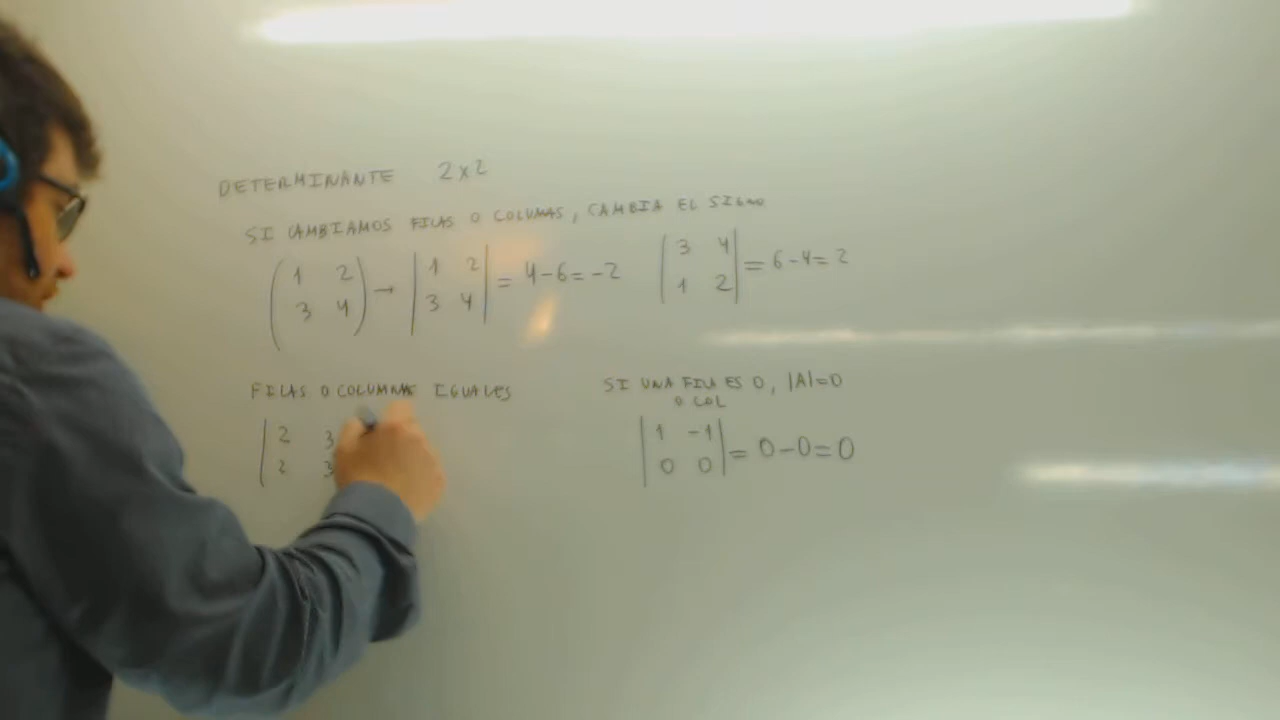 DETERMINANTE 2x2
SI CAMBIAMOS FILAS O COLUMAS, CAMBIA EL SIGNO
( 1 2 ) → | 1 2 | = 4-6=-2 | 3 4 | = 6-4=2
( 3 4 ) | 3 4 | | 1 2 |
FILAS O COLUMNAS IGUALES
| 2 3
| 2 3
SI UNA FILA ES 0, |A|=0
O COL
| 1 -1 | = 0-0=0
| 0 0 |